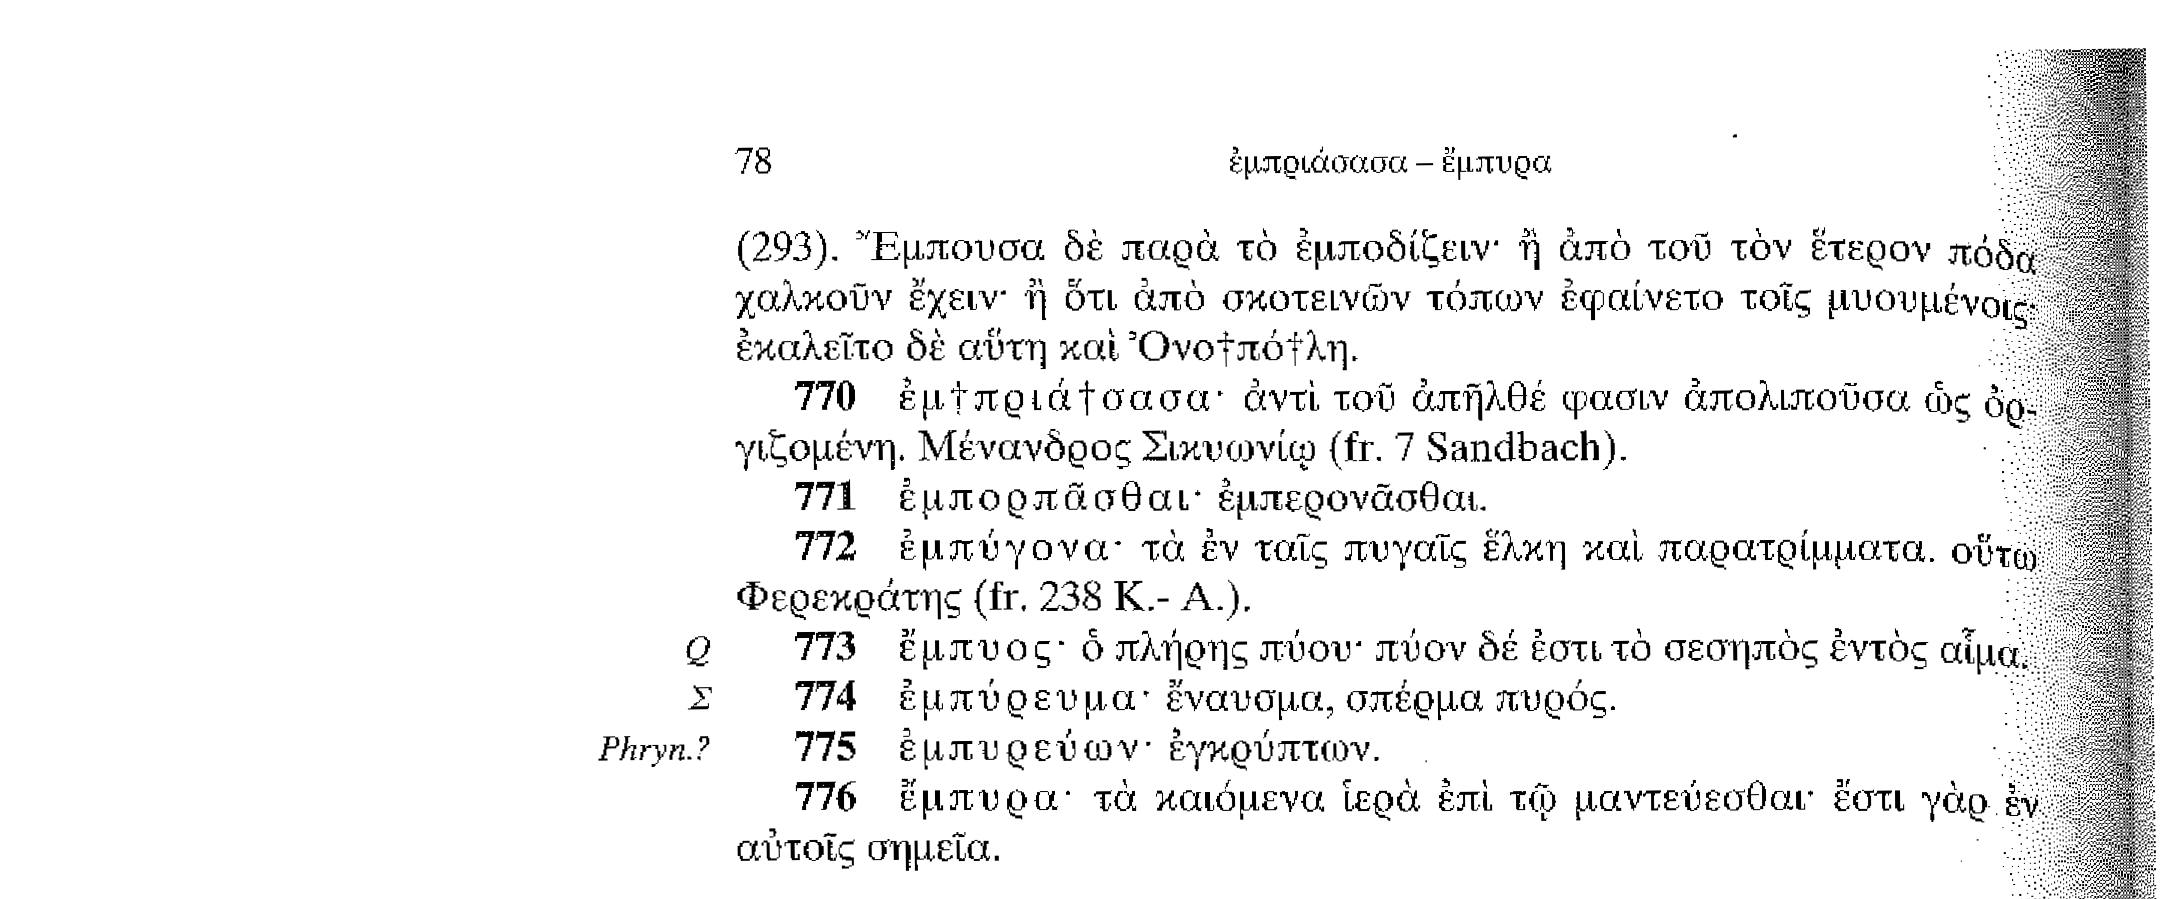 78 ἐμπριάσασα – ἔμπυρα
(293). Ἔμπουσα δὲ παρὰ τὸ ἐμποδίζειν· ἢ ἀπὸ τοῦ τὸν ἕτερον πόδα
χαλκοῦν ἔχειν· ἢ ὅτι ἀπὸ σκοτεινῶν τόπων ἐφαίνετο τοῖς μυουμένοις·
ἐκαλεῖτο δὲ αὕτη καὶ Ὀνο†πό†λη.
770 ἐμ†πριά†σασα· ἀντὶ τοῦ ἀπῆλθέ φασιν ἀπολιποῦσα ὡς ὀρ-
γιζομένη. Μένανδρος Σικυωνίῳ (fr. 7 Sandbach).
771 ἐμπορπᾶσθαι· ἐμπερονᾶσθαι.
772 ἐμπύγονα· τὰ ἐν ταῖς πυγαῖς ἕλκη καὶ παρατρίμματα. οὕτω
Φερεκράτης (fr. 238 K.- A.).
Q 773 ἔμπυος· ὁ πλήρης πύου· πύον δέ ἐστι τὸ σεσηπὸς ἐντὸς αἷμα.
Σ 774 ἐμπύρευμα· ἔναυσμα, σπέρμα πυρός.
Phryn.? 775 ἐμπυρεύων· ἐγκρύπτων.
776 ἔμπυρα· τὰ καιόμενα ἱερὰ ἐπὶ τῷ μαντεύεσθαι· ἔστι γὰρ ἐν
αὐτοῖς σημεῖα.